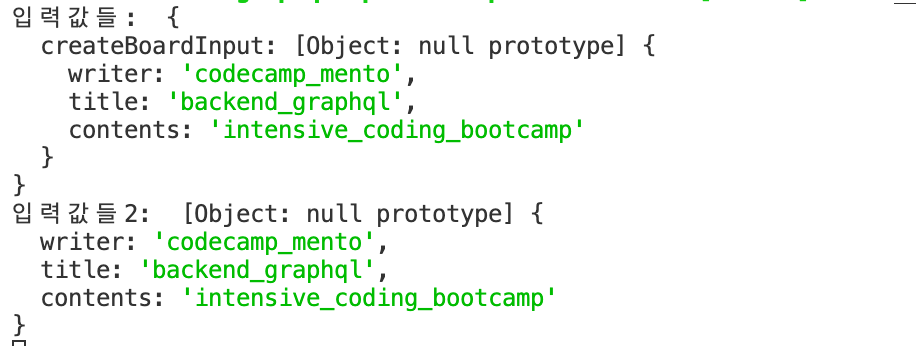 입력값들:  {
  createBoardInput: [Object: null prototype] {
    writer: 'codecamp_mento',
    title: 'backend_graphql',
    contents: 'intensive_coding_bootcamp'
  }
}
입력값들2:  [Object: null prototype] {
  writer: 'codecamp_mento',
  title: 'backend_graphql',
  contents: 'intensive_coding_bootcamp'
}